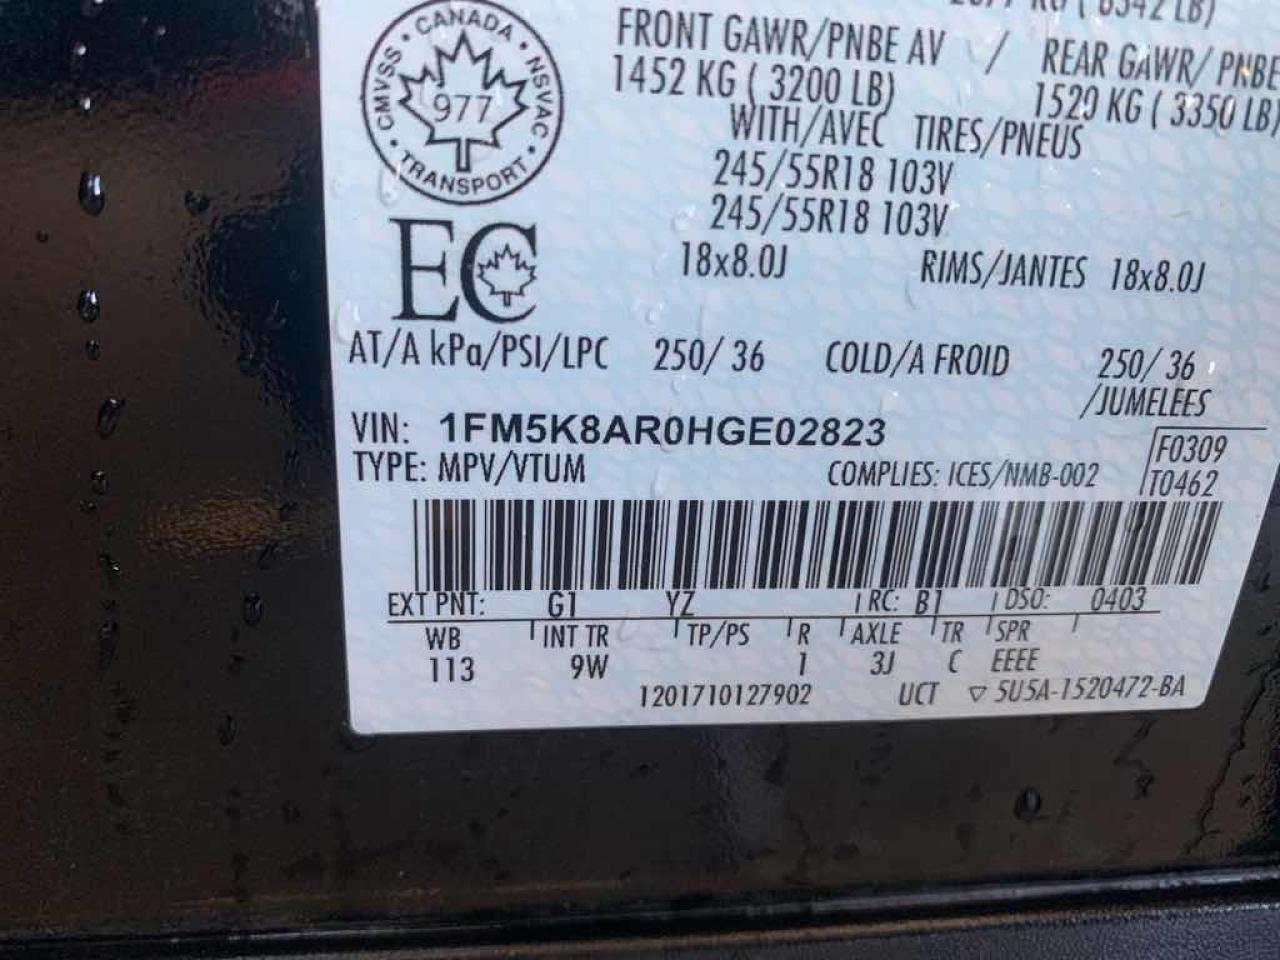 CANADA · NSVAC · TRANSPORT · CMVSS
977
FRONT GAWR/PNBE AV / REAR GAWR/PNBE
1452 KG ( 3200 LB) 1520 KG ( 3350 LB)
WITH/AVEC TIRES/PNEUS
245/55R18 103V
245/55R18 103V
18x8.0J RIMS/JANTES 18x8.0J
EC
AT/A kPa/PSI/LPC 250/ 36 COLD/A FROID 250/ 36
/JUMELEES
VIN: 1FM5K8AR0HGE02823
F0309
TYPE: MPV/VTUM COMPLIES: ICES/NMB-002
T0462
EXT PNT: G1 YZ RC: B1 DSO: 0403
WB INT TR TP/PS R AXLE TR SPR
113 9W 1 3J C EEEE
1201710127902 UCT ▽ 5U5A-1520472-BA